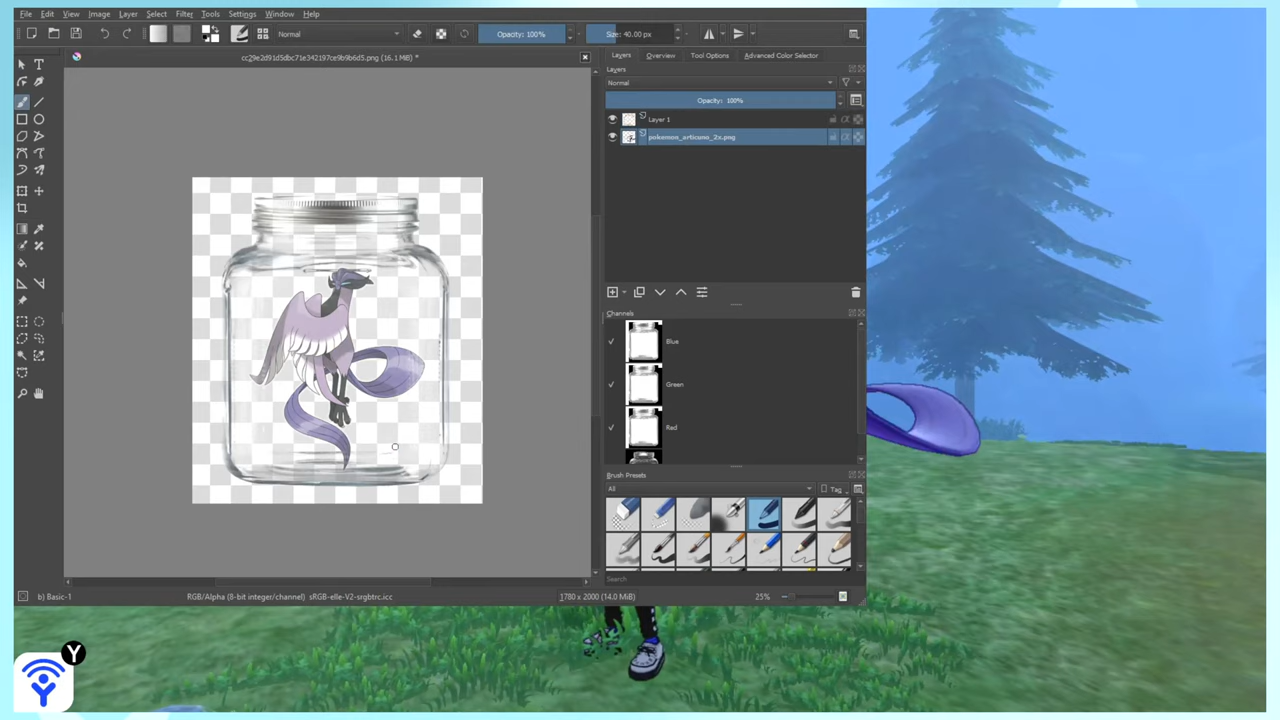 File Edit View Image Layer Select Filter Tools Settings Window Help
Normal
Opacity: 100%
Size: 40.00 px
cc29e2d91d5dbc71e342197ce9b9b6d5.png (16.1 MiB) *
Layers Overview Tool Options Advanced Color Selector
Layers
Normal
Opacity: 100%
Layer 1
pokemon_articuno_2x.png
Channels
Blue
Green
Red
Brush Presets
All
Tag
Search
b) Basic-1
RGB/Alpha (8-bit integer/channel) sRGB-elle-V2-srgbtrc.icc
1780 x 2000 (14.0 MiB)
25%
Y